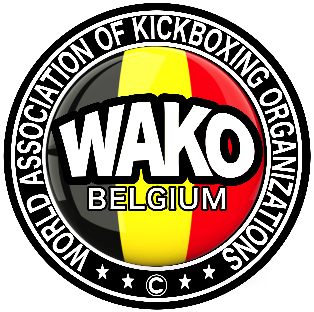 WORLD ASSOCIATION OF KICKBOXING ORGANIZATIONS
WAKO
BELGIUM
©